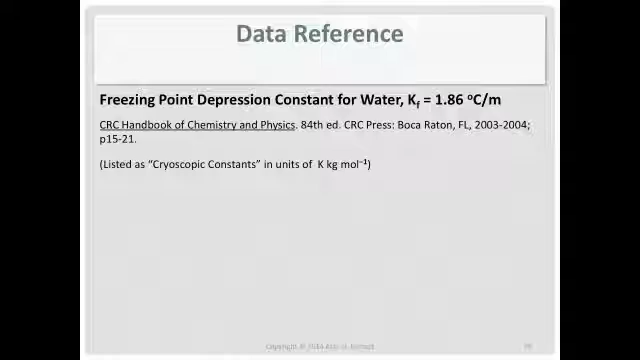 Data Reference
Freezing Point Depression Constant for Water, Kf = 1.86 ºC/m
CRC Handbook of Chemistry and Physics. 84th ed. CRC Press: Boca Raton, FL, 2003-2004;
p15-21.
(Listed as “Cryoscopic Constants” in units of  K kg mol⁻¹)
Copyright ©